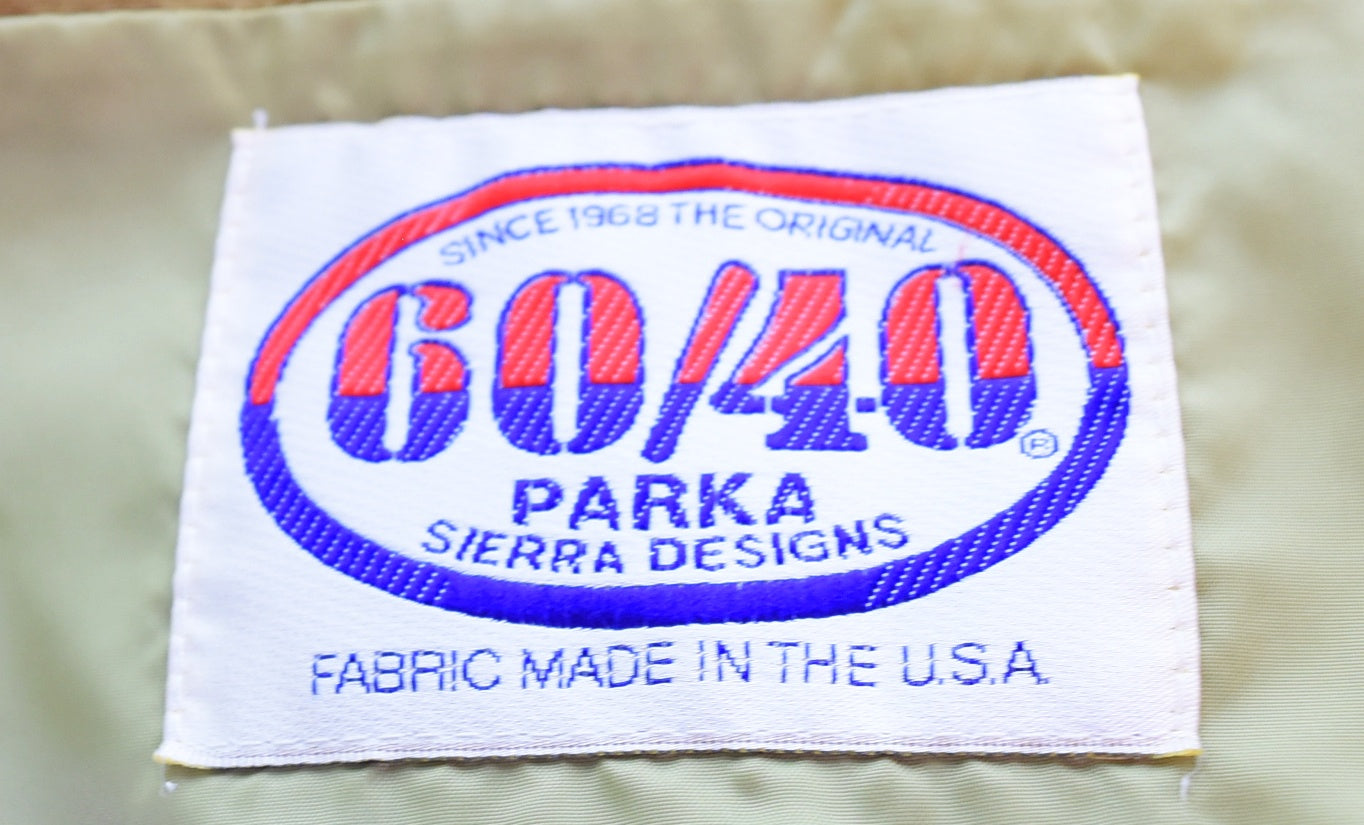 SINCE 1968 THE ORIGINAL
60/40®
PARKA
SIERRA DESIGNS
FABRIC MADE IN THE U.S.A.